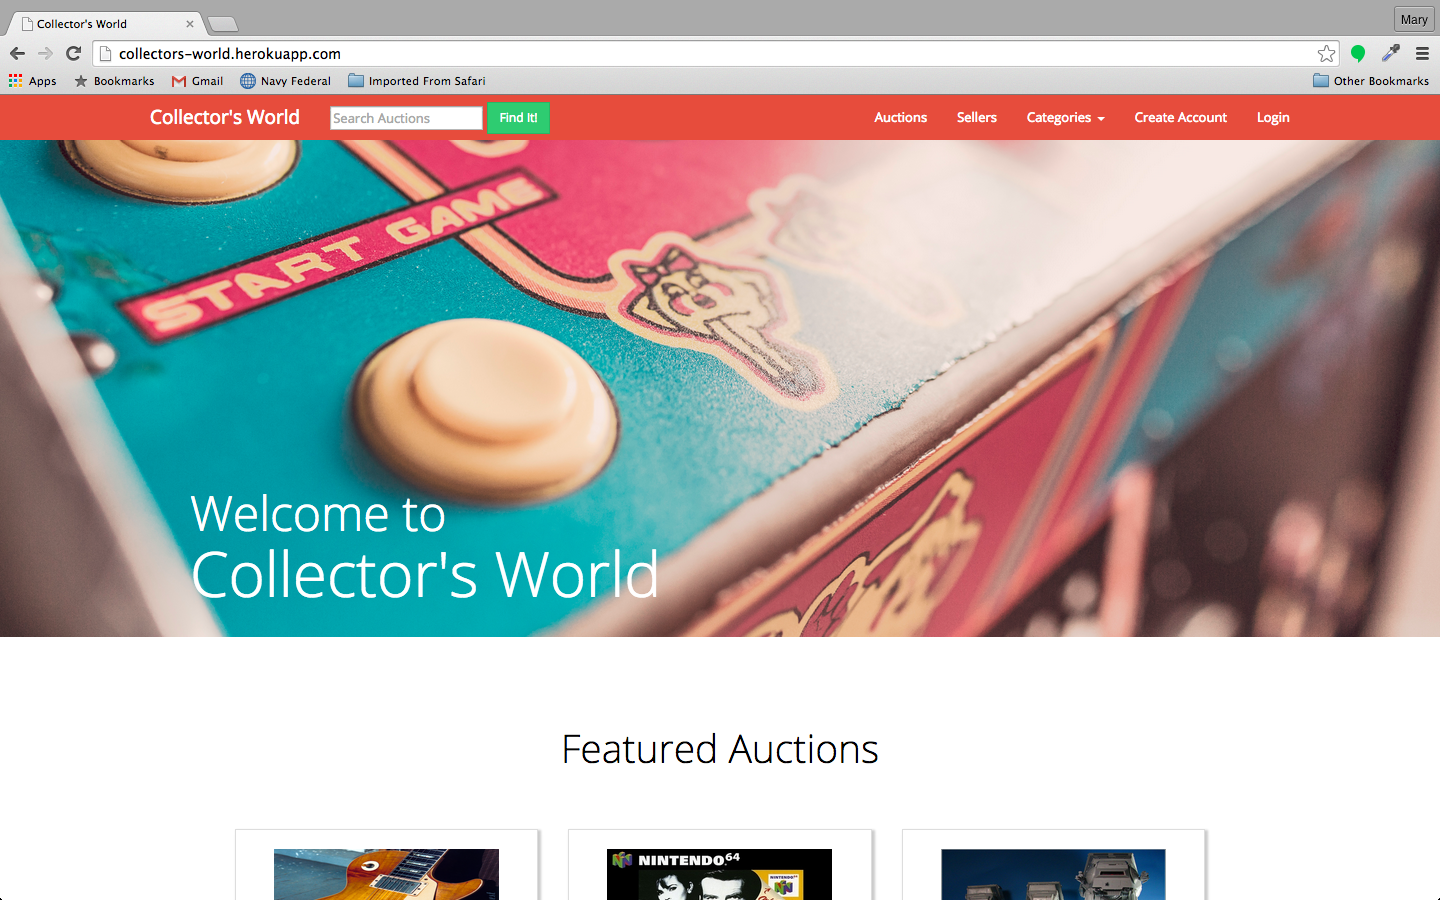 Collector's World
Mary
collectors-world.herokuapp.com
Apps Bookmarks Gmail Navy Federal Imported From Safari Other Bookmarks
Collector's World Search Auctions Find It! Auctions Sellers Categories Create Account Login
START GAME
Welcome to
Collector's World
Featured Auctions
NINTENDO 64
NINTENDO 64